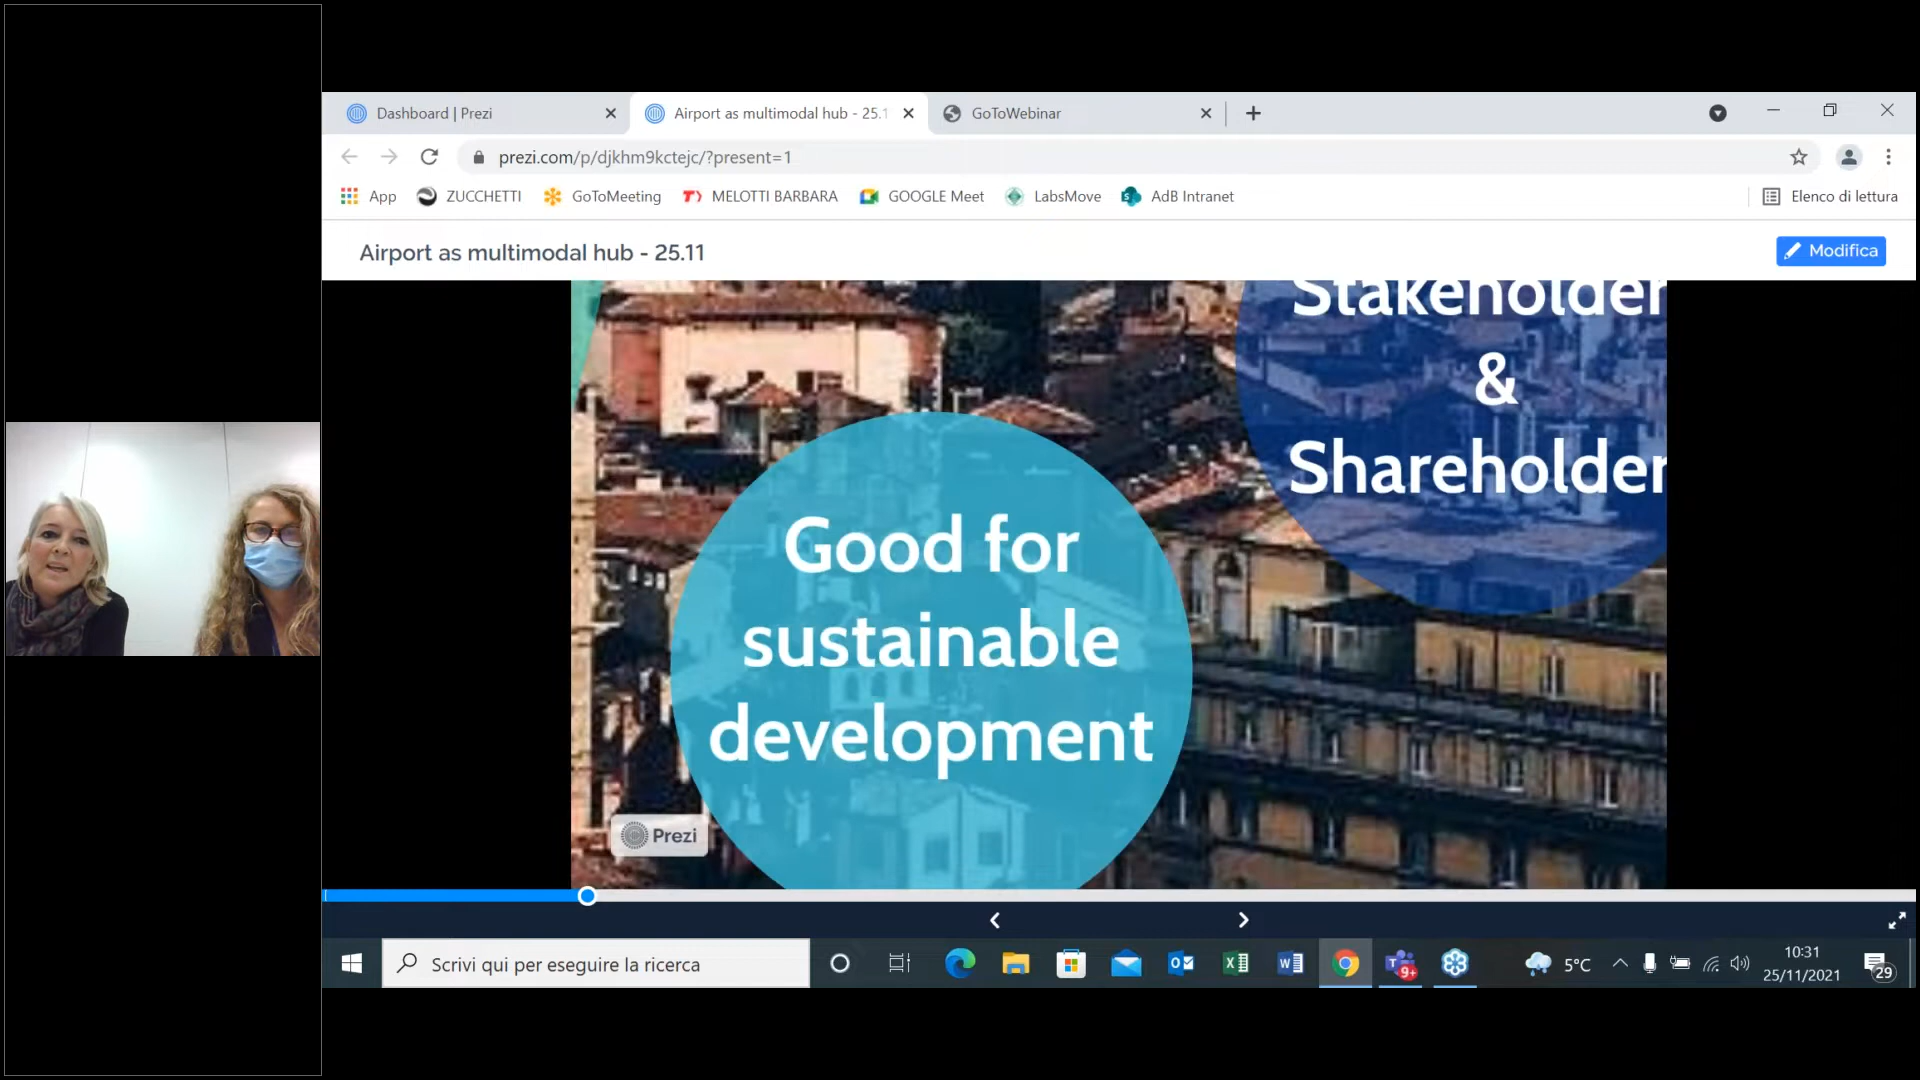 Dashboard | Prezi
Airport as multimodal hub - 25.1
GoToWebinar
prezi.com/p/djkhm9kctejc/?present=1
App
ZUCCHETTI
GoToMeeting
MELOTTI BARBARA
GOOGLE Meet
LabsMove
AdB Intranet
Elenco di lettura
Airport as multimodal hub - 25.11
Modifica
Stakeholder
&
Shareholder
Good for
sustainable
development
Prezi
Scrivi qui per eseguire la ricerca
9+
5°C
10:31
25/11/2021
29